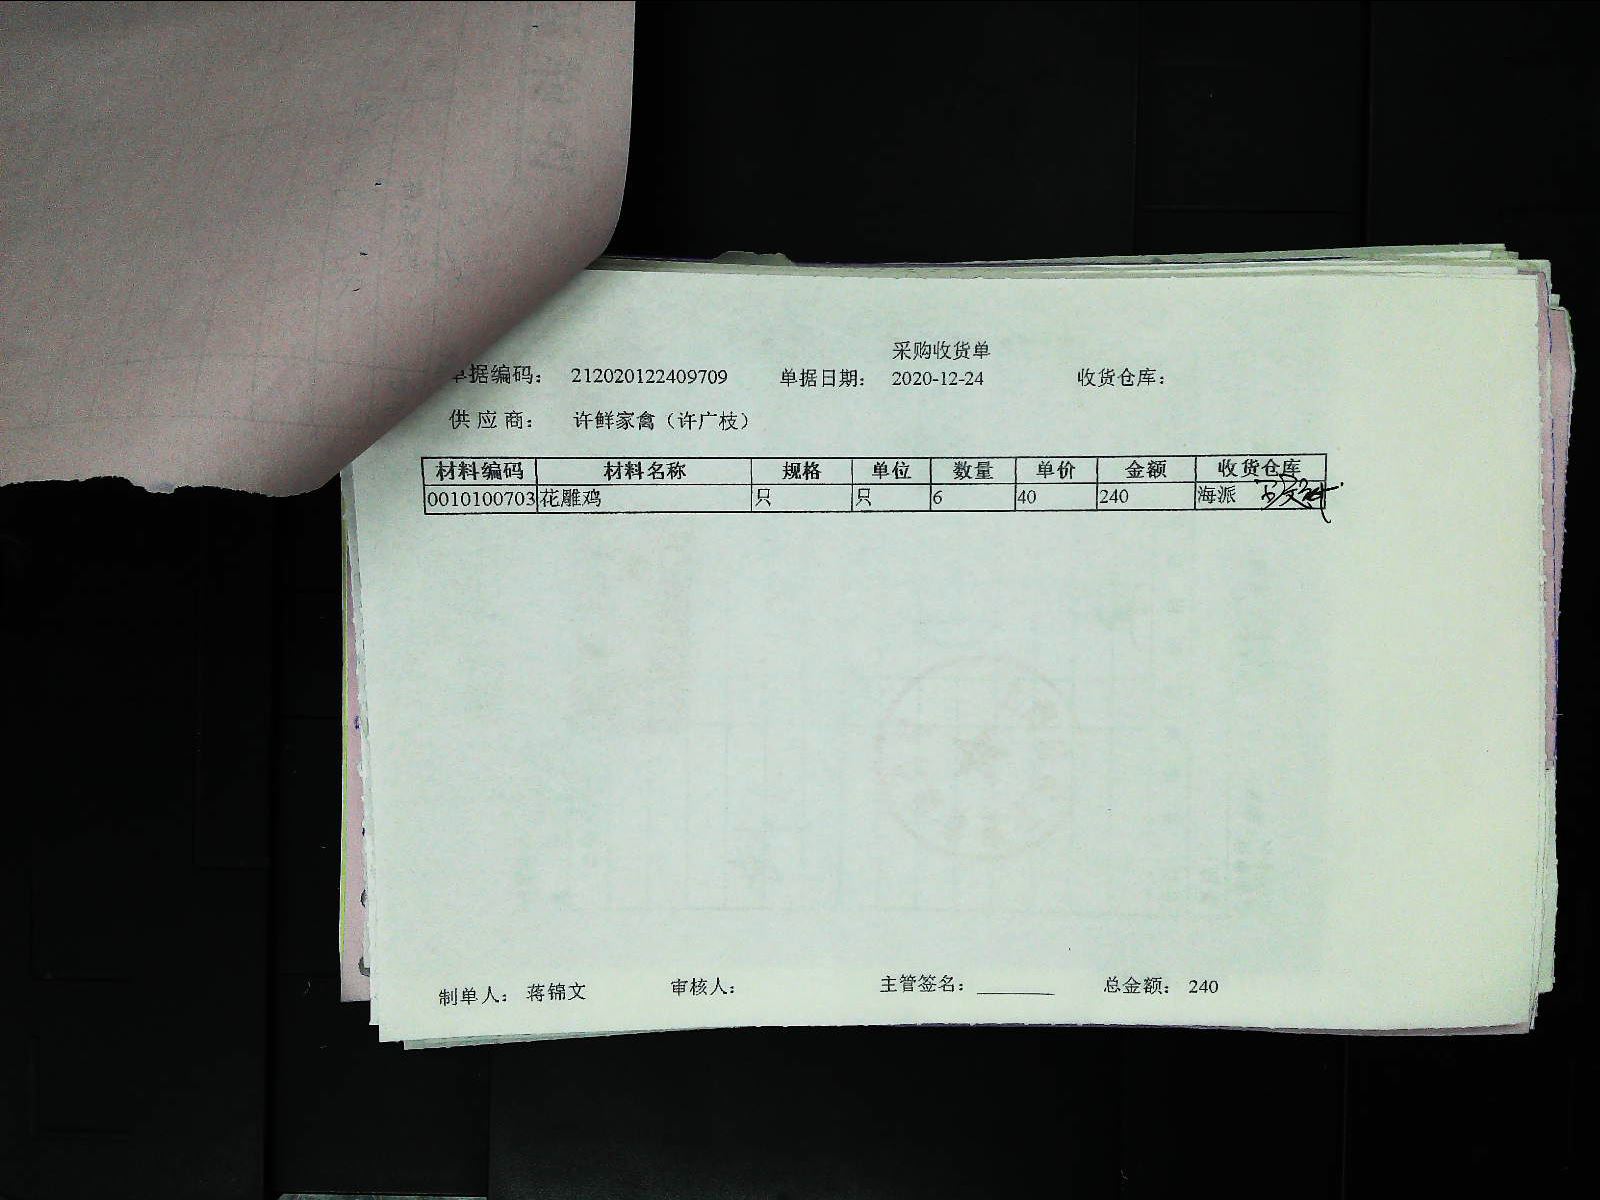 采购收货单
单据编码： 212020122409709 单据日期： 2020-12-24 收货仓库：
供应商： 许鲜家禽（许广枝）
材料编码 材料名称 规格 单位 数量 单价 金额 收货仓库
0010100703 花雕鸡 只 只 6 40 240 海派
制单人： 蒋锦文 审核人： 主管签名： ______ 总金额： 240